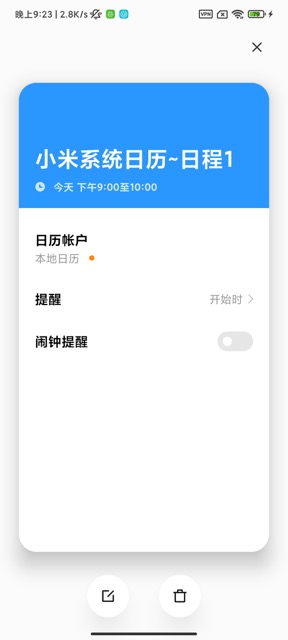 晚上9:23 | 2.8K/s
VPN
79
小米系统日历~日程1
今天 下午9:00至10:00
日历帐户
本地日历
提醒
开始时
闹钟提醒